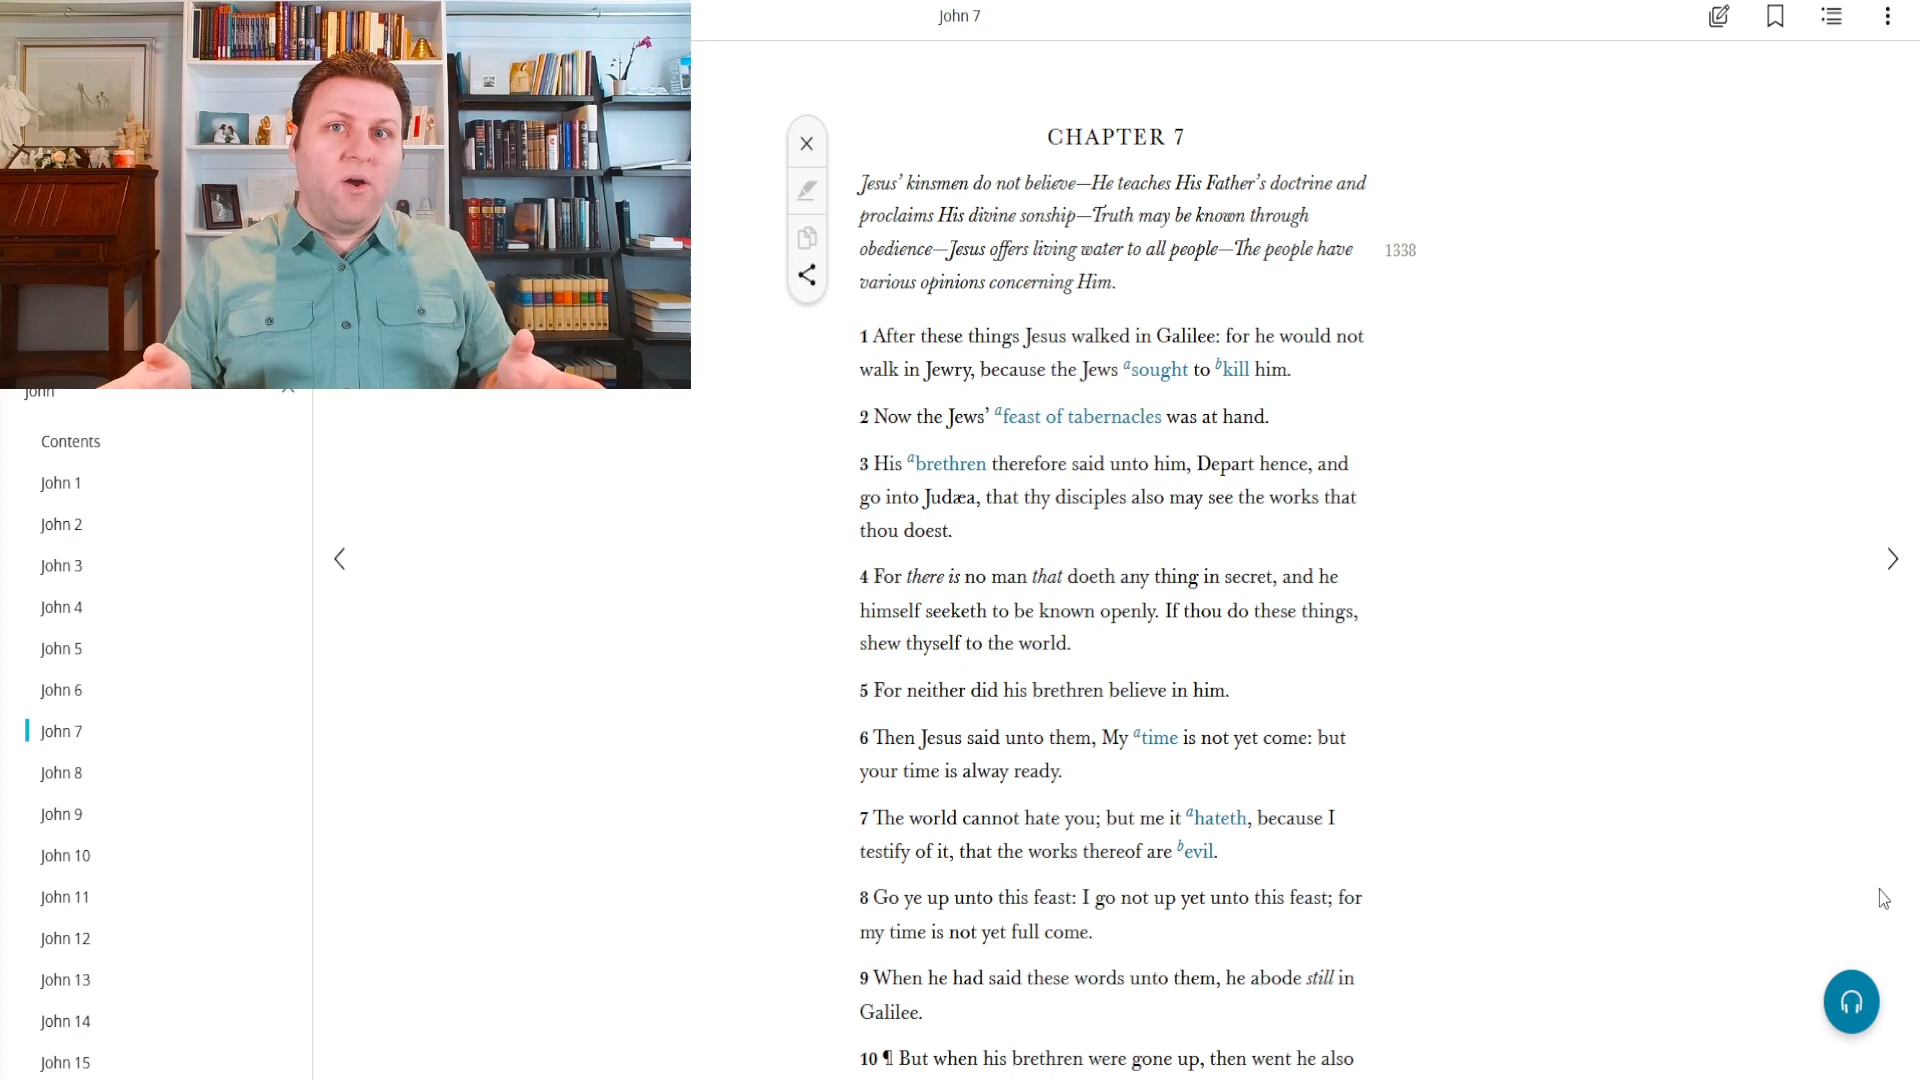 John 7
CHAPTER 7
Jesus’ kinsmen do not believe—He teaches His Father’s doctrine and
proclaims His divine sonship—Truth may be known through
obedience—Jesus offers living water to all people—The people have
various opinions concerning Him.
1338
1 After these things Jesus walked in Galilee: for he would not
walk in Jewry, because the Jews a sought to b kill him.
2 Now the Jews’ a feast of tabernacles was at hand.
3 His a brethren therefore said unto him, Depart hence, and
go into Judæa, that thy disciples also may see the works that
thou doest.
4 For there is no man that doeth any thing in secret, and he
himself seeketh to be known openly. If thou do these things,
shew thyself to the world.
5 For neither did his brethren believe in him.
6 Then Jesus said unto them, My a time is not yet come: but
your time is alway ready.
7 The world cannot hate you; but me it a hateth, because I
testify of it, that the works thereof are b evil.
8 Go ye up unto this feast: I go not up yet unto this feast; for
my time is not yet full come.
9 When he had said these words unto them, he abode still in
Galilee.
10 ¶ But when his brethren were gone up, then went he also
John
Contents
John 1
John 2
John 3
John 4
John 5
John 6
John 7
John 8
John 9
John 10
John 11
John 12
John 13
John 14
John 15